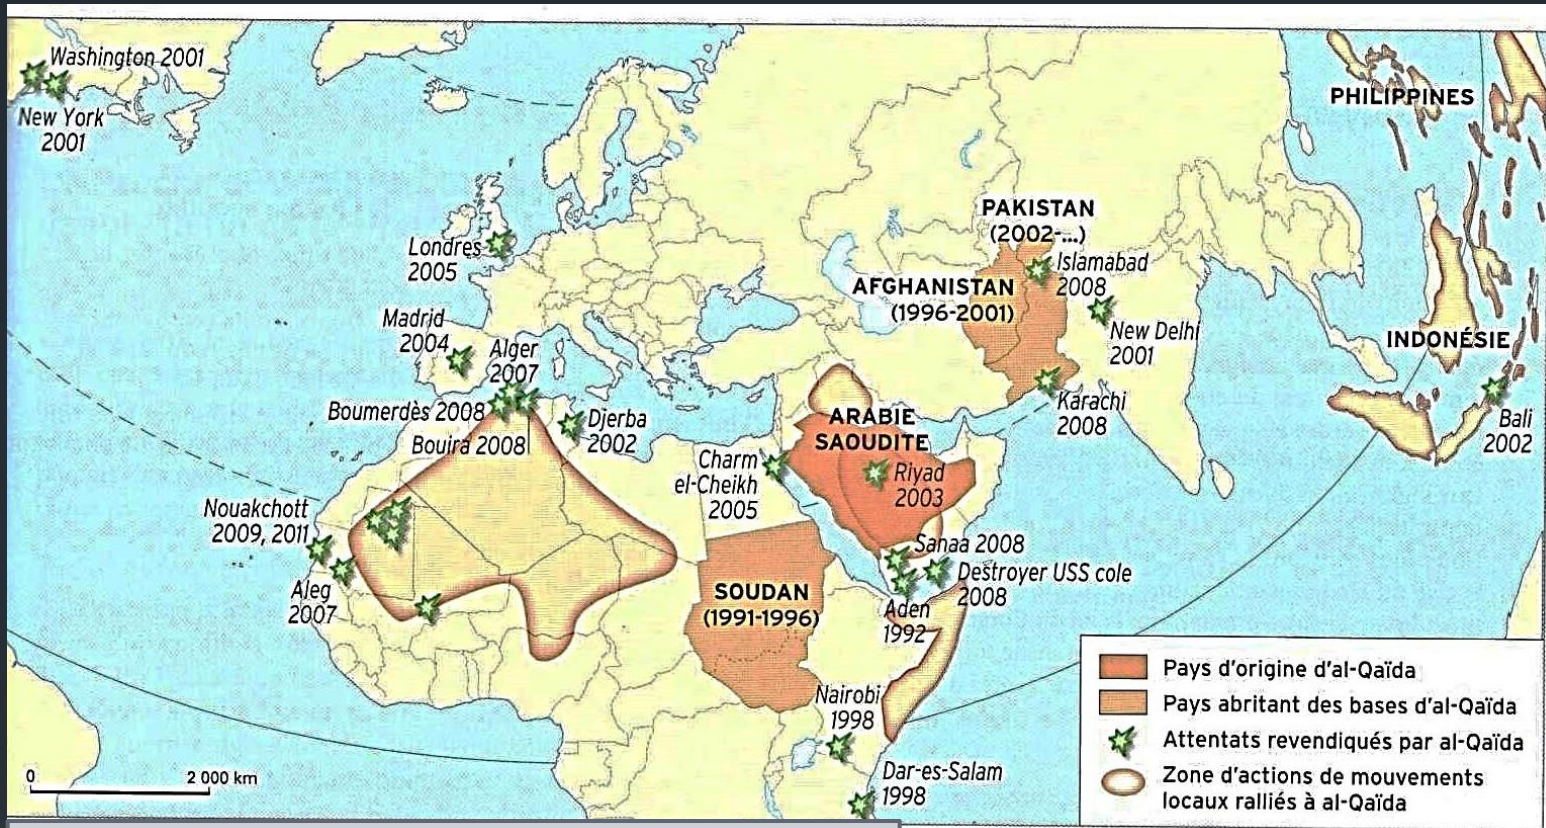 Washington 2001
New York
2001
PHILIPPINES
Londres
2005
PAKISTAN
(2002-...)
Islamabad
2008
AFGHANISTAN
(1996-2001)
New Delhi
2001
Madrid
2004
Alger
2007
INDONÉSIE
Boumerdès 2008
Bouira 2008
Djerba
2002
Karachi
2008
Bali
2002
ARABIE
SAOUDITE
Riyad
2003
Charm
el-Cheikh
2005
Nouakchott
2009, 2011
Sanaa 2008
Destroyer USS cole
2008
Aleg
2007
SOUDAN
(1991-1996)
Aden
1992
Nairobi
1998
Dar-es-Salam
1998
0
2 000 km
Pays d'origine d'al-Qaïda
Pays abritant des bases d'al-Qaïda
Attentats revendiqués par al-Qaïda
Zone d'actions de mouvements
locaux ralliés à al-Qaïda